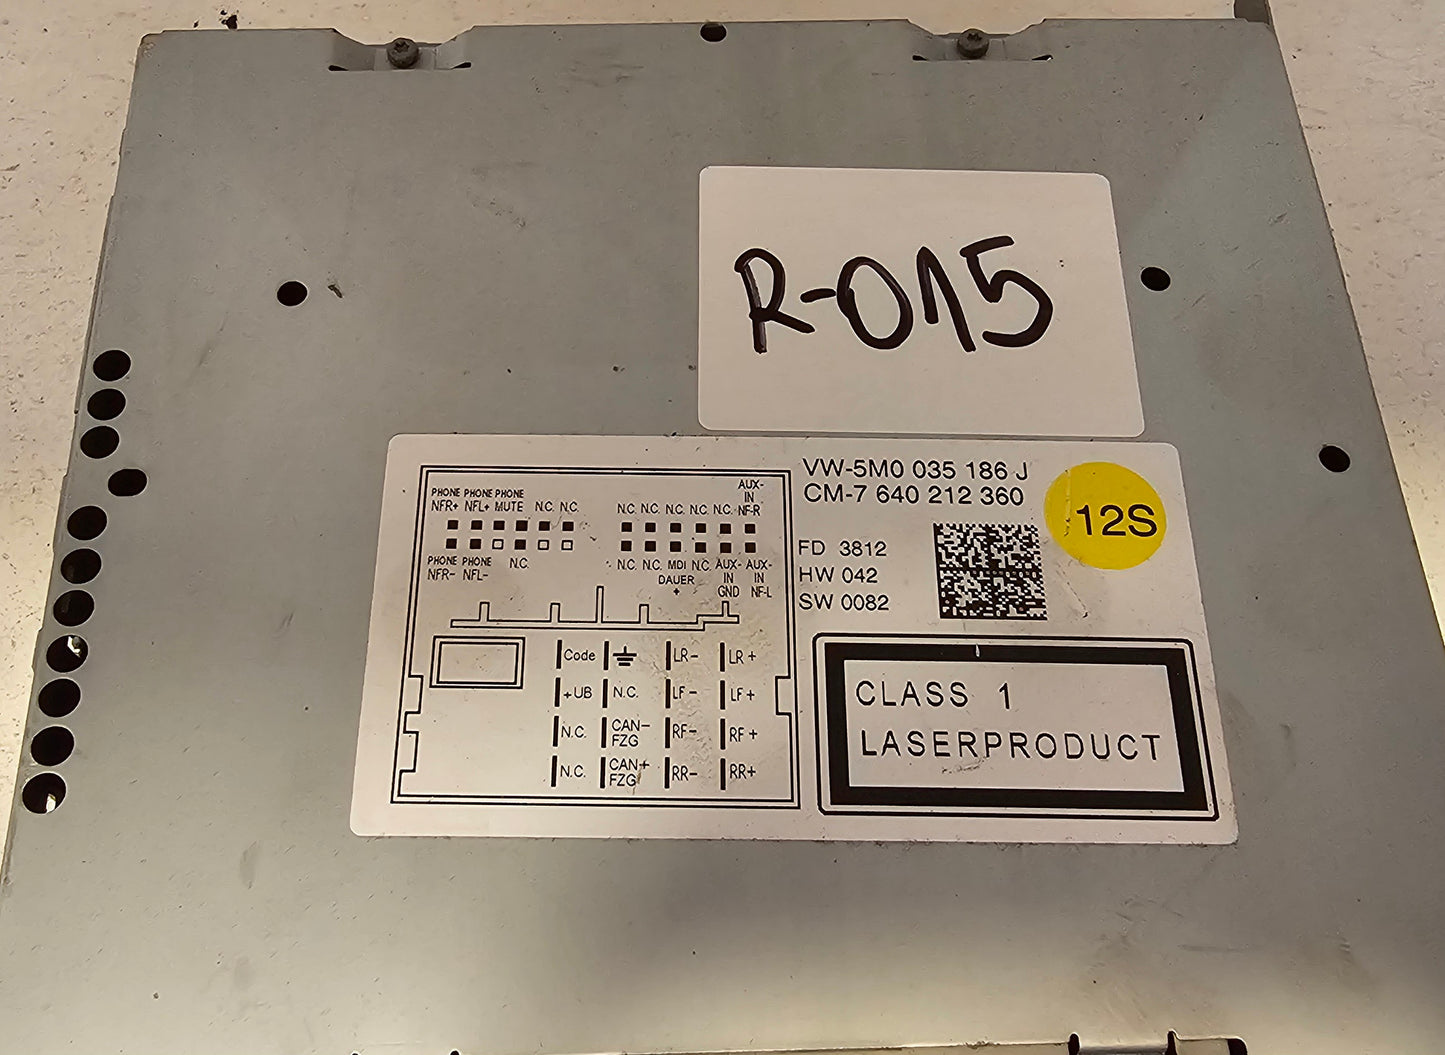 R-015
VW-5M0 035 186 J
CM-7 640 212 360
12S
FD 3812
HW 042
SW 0082
PHONE PHONE PHONE
NFR+ NFL+ MUTE N.C. N.C.
N.C. N.C. N.C. N.C. N.C. AUX-
IN
NF-R
PHONE PHONE
NFR- NFL- N.C.
N.C. N.C. MDI N.C. AUX- AUX-
DAUER IN IN
+ GND NF-L
Code LR- LR+
+UB N.C. LF- LF+
N.C. CAN- RF- RF+
FZG
N.C. CAN+ RR- RR+
FZG
CLASS 1
LASERPRODUCT